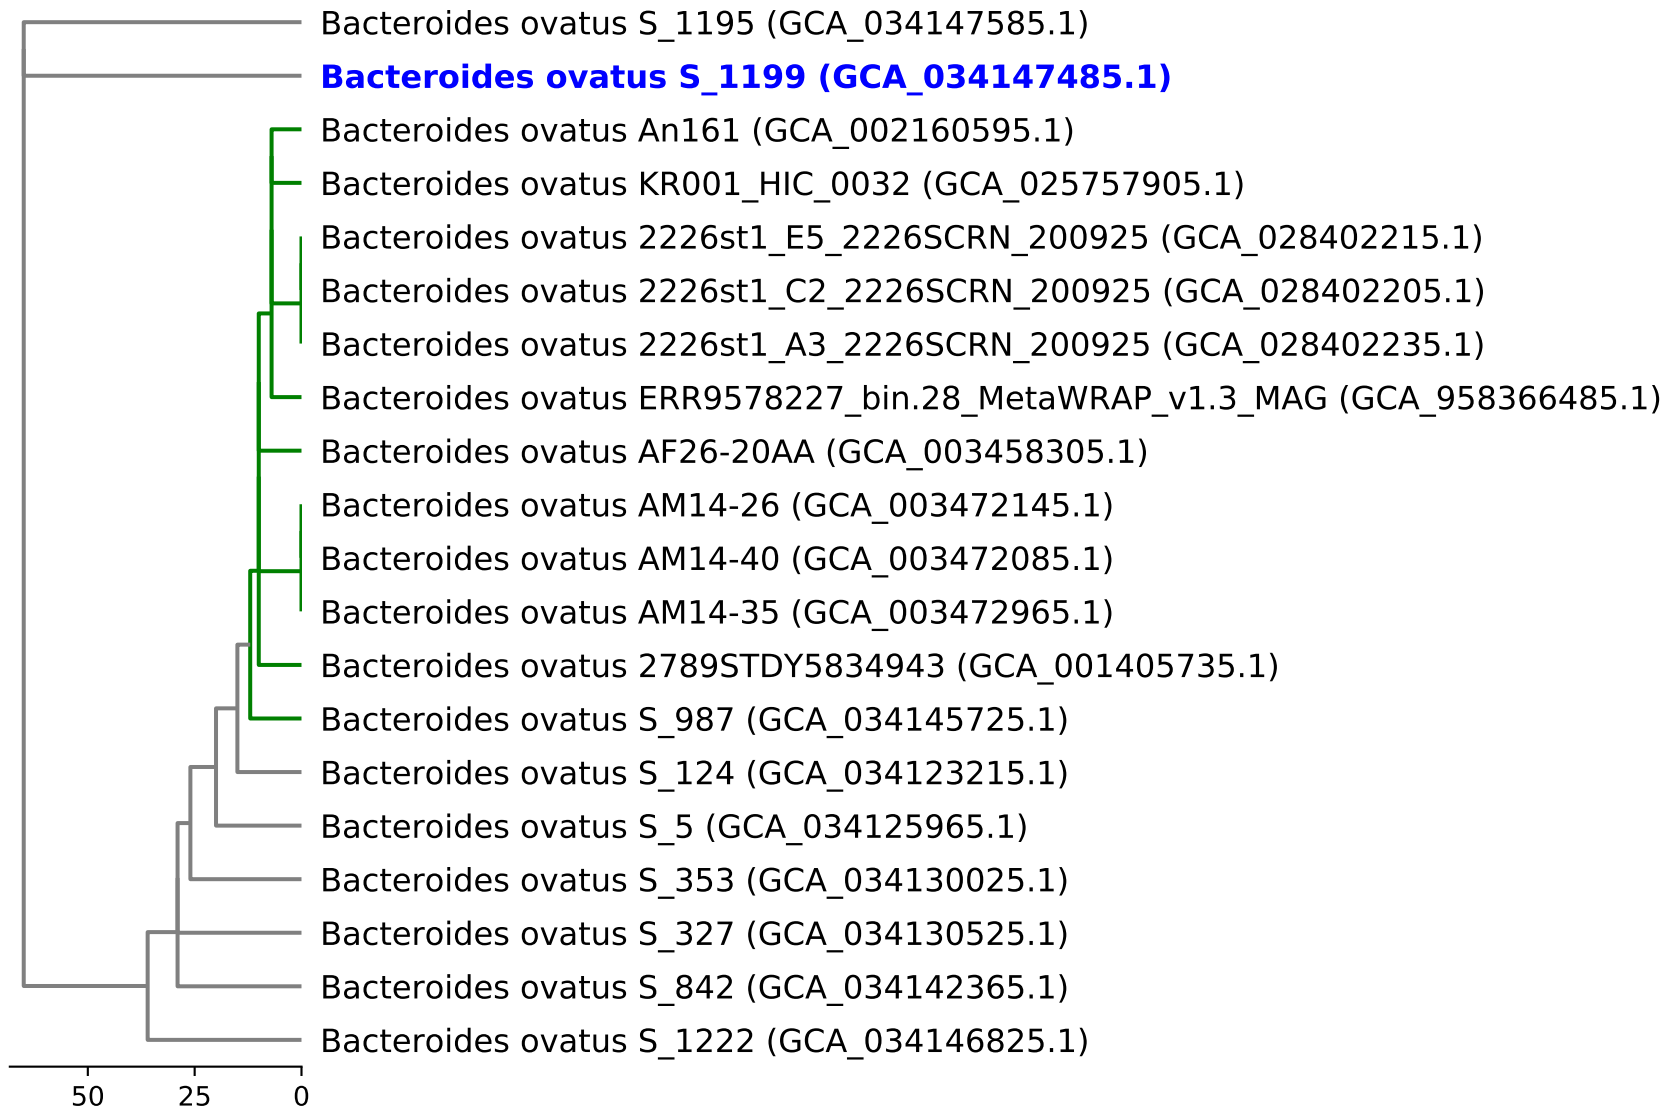 Bacteroides ovatus S_1195 (GCA_034147585.1)
Bacteroides ovatus S_1199 (GCA_034147485.1)
Bacteroides ovatus An161 (GCA_002160595.1)
Bacteroides ovatus KR001_HIC_0032 (GCA_025757905.1)
Bacteroides ovatus 2226st1_E5_2226SCRN_200925 (GCA_028402215.1)
Bacteroides ovatus 2226st1_C2_2226SCRN_200925 (GCA_028402205.1)
Bacteroides ovatus 2226st1_A3_2226SCRN_200925 (GCA_028402235.1)
Bacteroides ovatus ERR9578227_bin.28_MetaWRAP_v1.3_MAG (GCA_958366485.1)
Bacteroides ovatus AF26-20AA (GCA_003458305.1)
Bacteroides ovatus AM14-26 (GCA_003472145.1)
Bacteroides ovatus AM14-40 (GCA_003472085.1)
Bacteroides ovatus AM14-35 (GCA_003472965.1)
Bacteroides ovatus 2789STDY5834943 (GCA_001405735.1)
Bacteroides ovatus S_987 (GCA_034145725.1)
Bacteroides ovatus S_124 (GCA_034123215.1)
Bacteroides ovatus S_5 (GCA_034125965.1)
Bacteroides ovatus S_353 (GCA_034130025.1)
Bacteroides ovatus S_327 (GCA_034130525.1)
Bacteroides ovatus S_842 (GCA_034142365.1)
Bacteroides ovatus S_1222 (GCA_034146825.1)
50 25 0